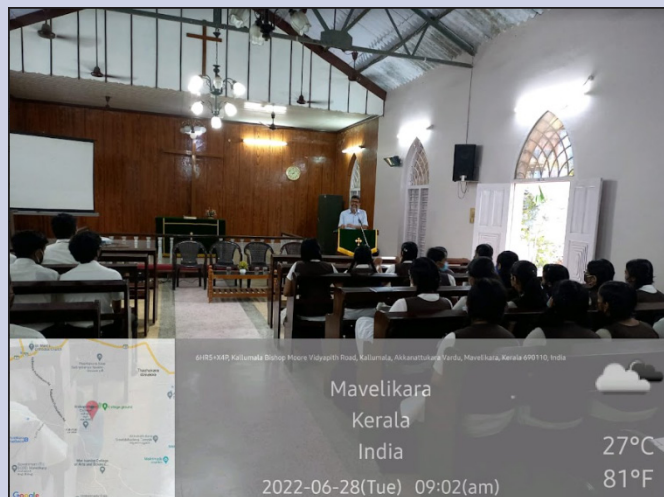 6HRS+X4P, Kallumala Bishop Moore Vidyapith Road, Kallumala, Akkanattukara Vardu, Mavelikara, Kerala 690110, India
Mavelikara
Kerala
India
27°C
2022-06-28(Tue) 09:02(am)
81°F
Google